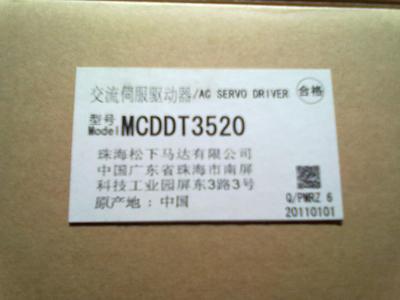 交流伺服驱动器/AC SERVO DRIVER 合格
型号
Model MCDDT3520
珠海松下马达有限公司
中国广东省珠海市南屏
科技工业园屏东3路3号
原产地：中国
Q/PMRZ 6
20110101